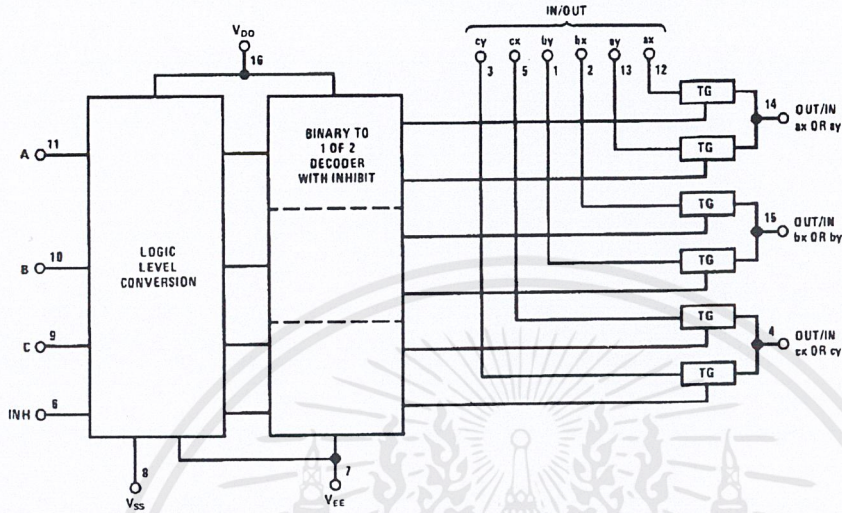 IN/OUT
cy cx by bx ay ax
3 5 1 2 13 12
VDD
16
A 11
B 10
C 9
INH 6
LOGIC
LEVEL
CONVERSION
BINARY TO
1 OF 2
DECODER
WITH INHIBIT
TG
14 OUT/IN
ax OR ay
TG
TG
15 OUT/IN
bx OR by
TG
TG
4 OUT/IN
cx OR cy
TG
8
VSS
7
VEE